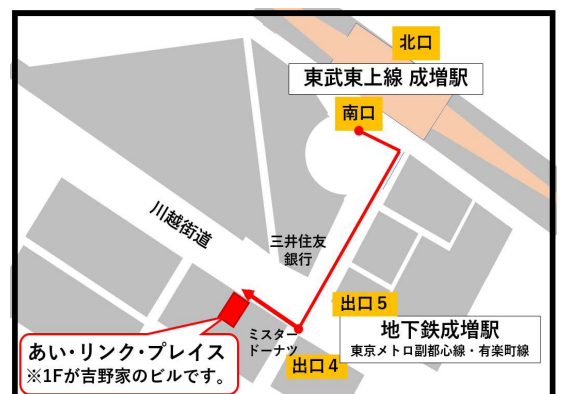 北口
東武東上線 成増駅
南口
川越街道
三井住友
銀行
出口5
地下鉄成増駅
東京メトロ副都心線・有楽町線
ミスター
ドーナツ
出口4
あい・リンク・プレイス
※1Fが吉野家のビルです。